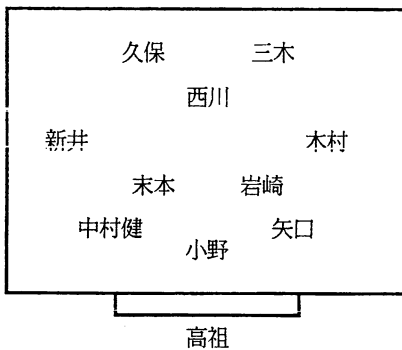 久保 三木
西川
新井 木村
末本 岩崎
中村健 矢口
小野
高祖